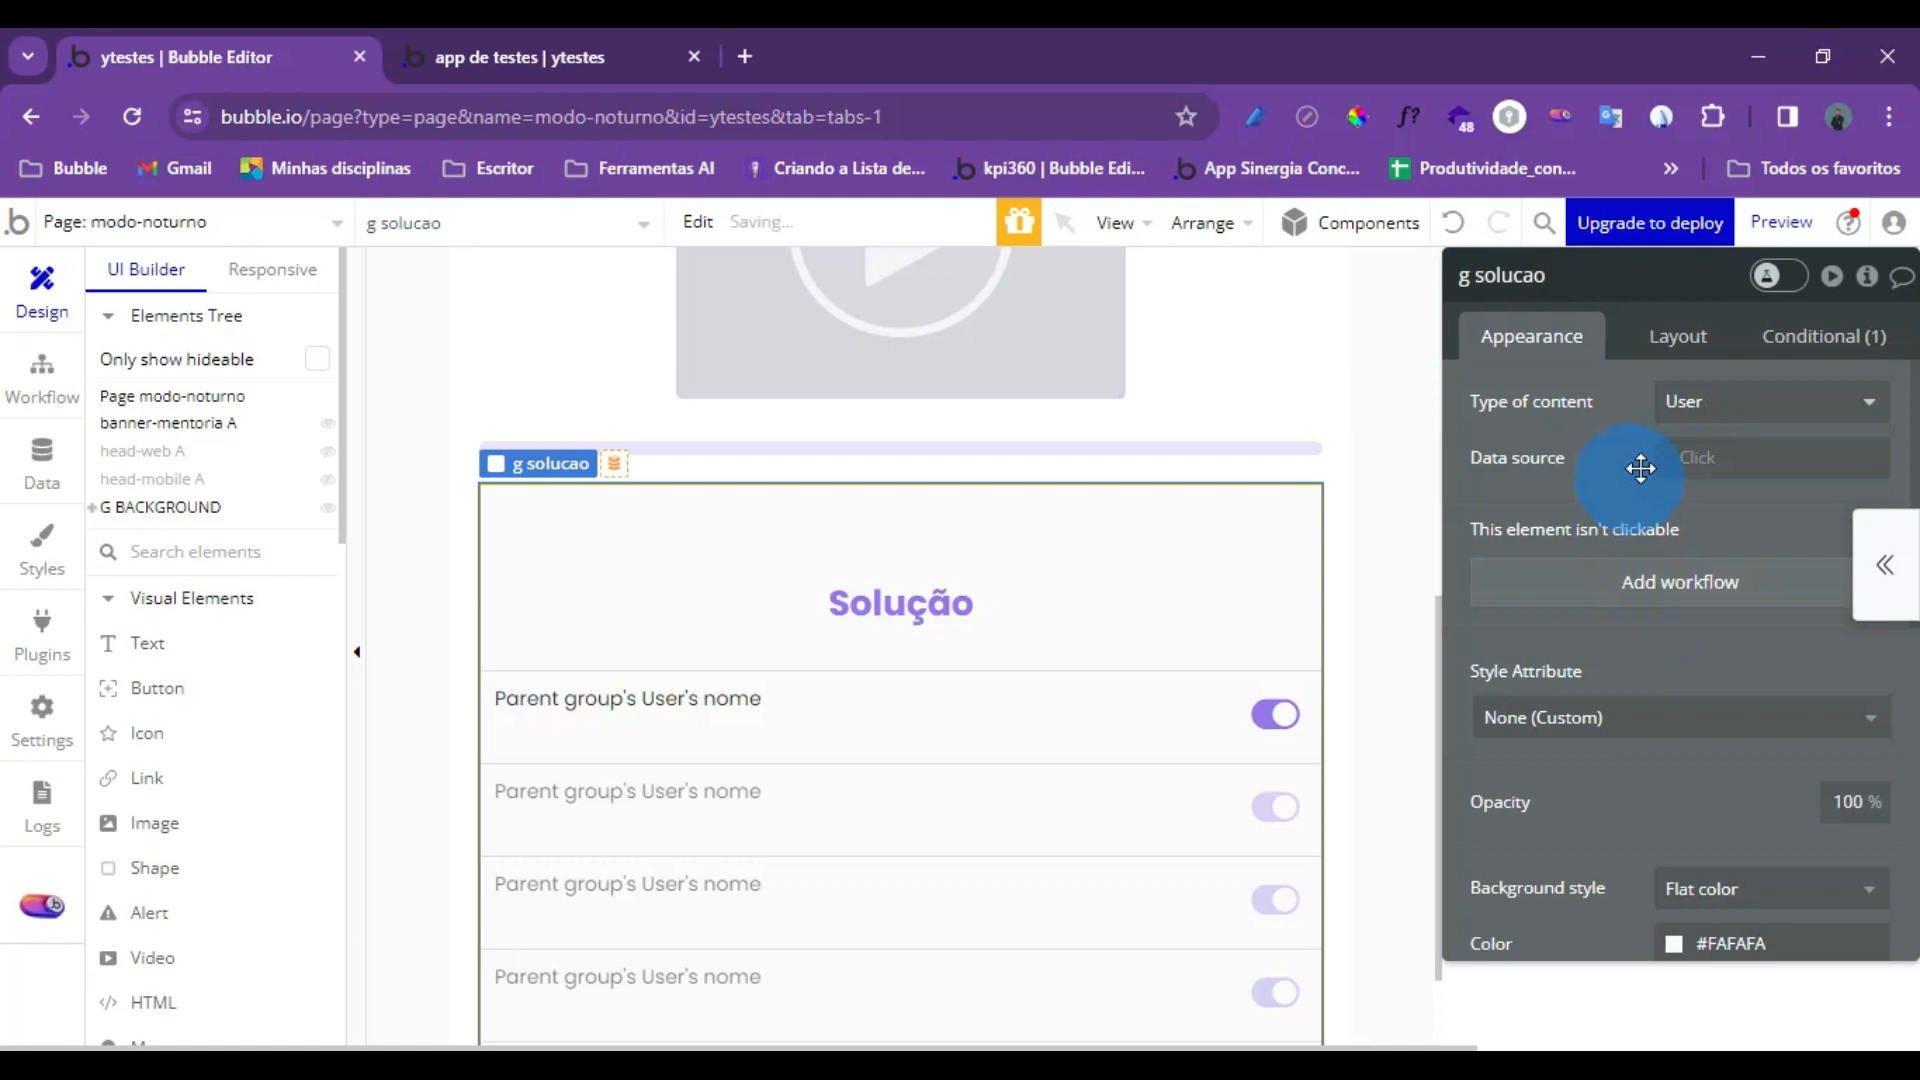 ytestes | Bubble Editor
app de testes | ytestes
bubble.io/page?type=page&name=modo-noturno&id=ytestes&tab=tabs-1
f?
48
Bubble
Gmail
Minhas disciplinas
Escritor
Ferramentas AI
Criando a Lista de...
kpi360 | Bubble Edi...
App Sinergia Conc...
Produtividade_con...
Todos os favoritos
Page: modo-noturno
g solucao
Edit
Saving...
View
Arrange
Components
Upgrade to deploy
Preview
Design
Workflow
Data
Styles
Plugins
Settings
Logs
UI Builder
Responsive
Elements Tree
Only show hideable
Page modo-noturno
banner-mentoria A
head-web A
head-mobile A
G BACKGROUND
Search elements
Visual Elements
Text
Button
Icon
Link
Image
Shape
Alert
Video
HTML
g solucao
Solução
Parent group's User's nome
Parent group's User's nome
Parent group's User's nome
Parent group's User's nome
g solucao
Appearance
Layout
Conditional (1)
Type of content
User
Data source
Click
This element isn't clickable
Add workflow
Style Attribute
None (Custom)
Opacity
100 %
Background style
Flat color
Color
#FAFAFA